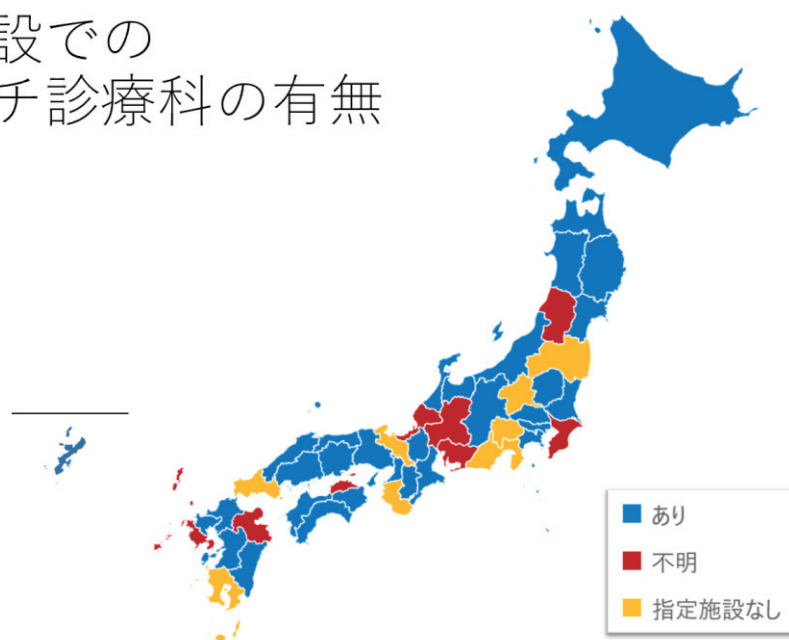 設での
チ診療科の有無
あり
不明
指定施設なし